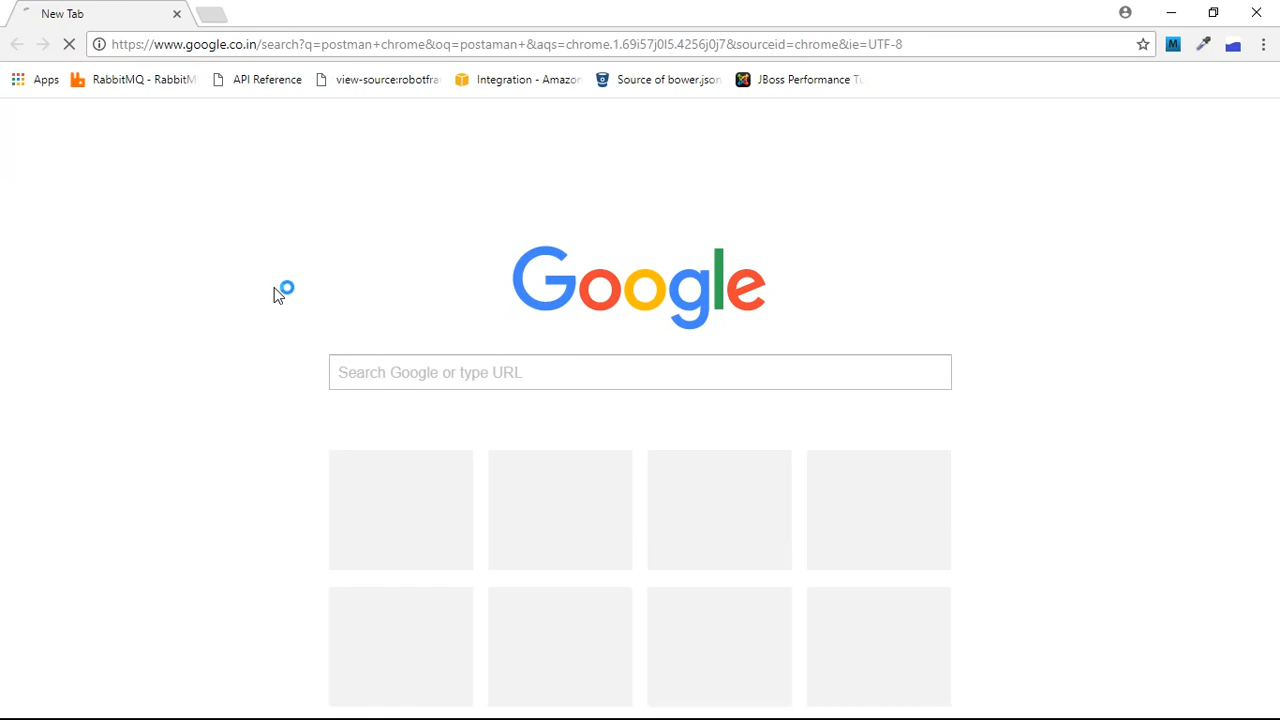 New Tab
https://www.google.co.in/search?q=postman+chrome&oq=postaman+&aqs=chrome.1.69i57j0l5.4256j0j7&sourceid=chrome&ie=UTF-8
M
Apps RabbitMQ - RabbitM API Reference view-source:robotfra Integration - Amazo Source of bower.json JBoss Performance Tu
Google
Search Google or type URL